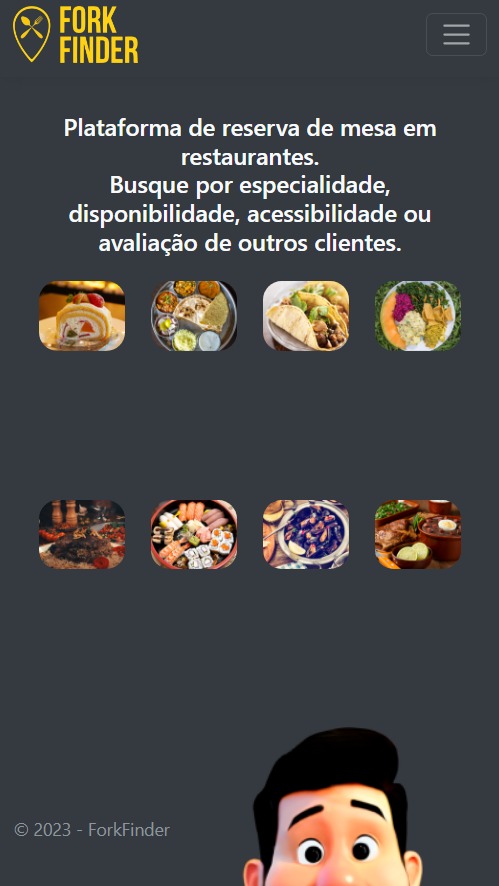 FORK
FINDER
Plataforma de reserva de mesa em
restaurantes.
Busque por especialidade,
disponibilidade, acessibilidade ou
avaliação de outros clientes.
© 2023 - ForkFinder